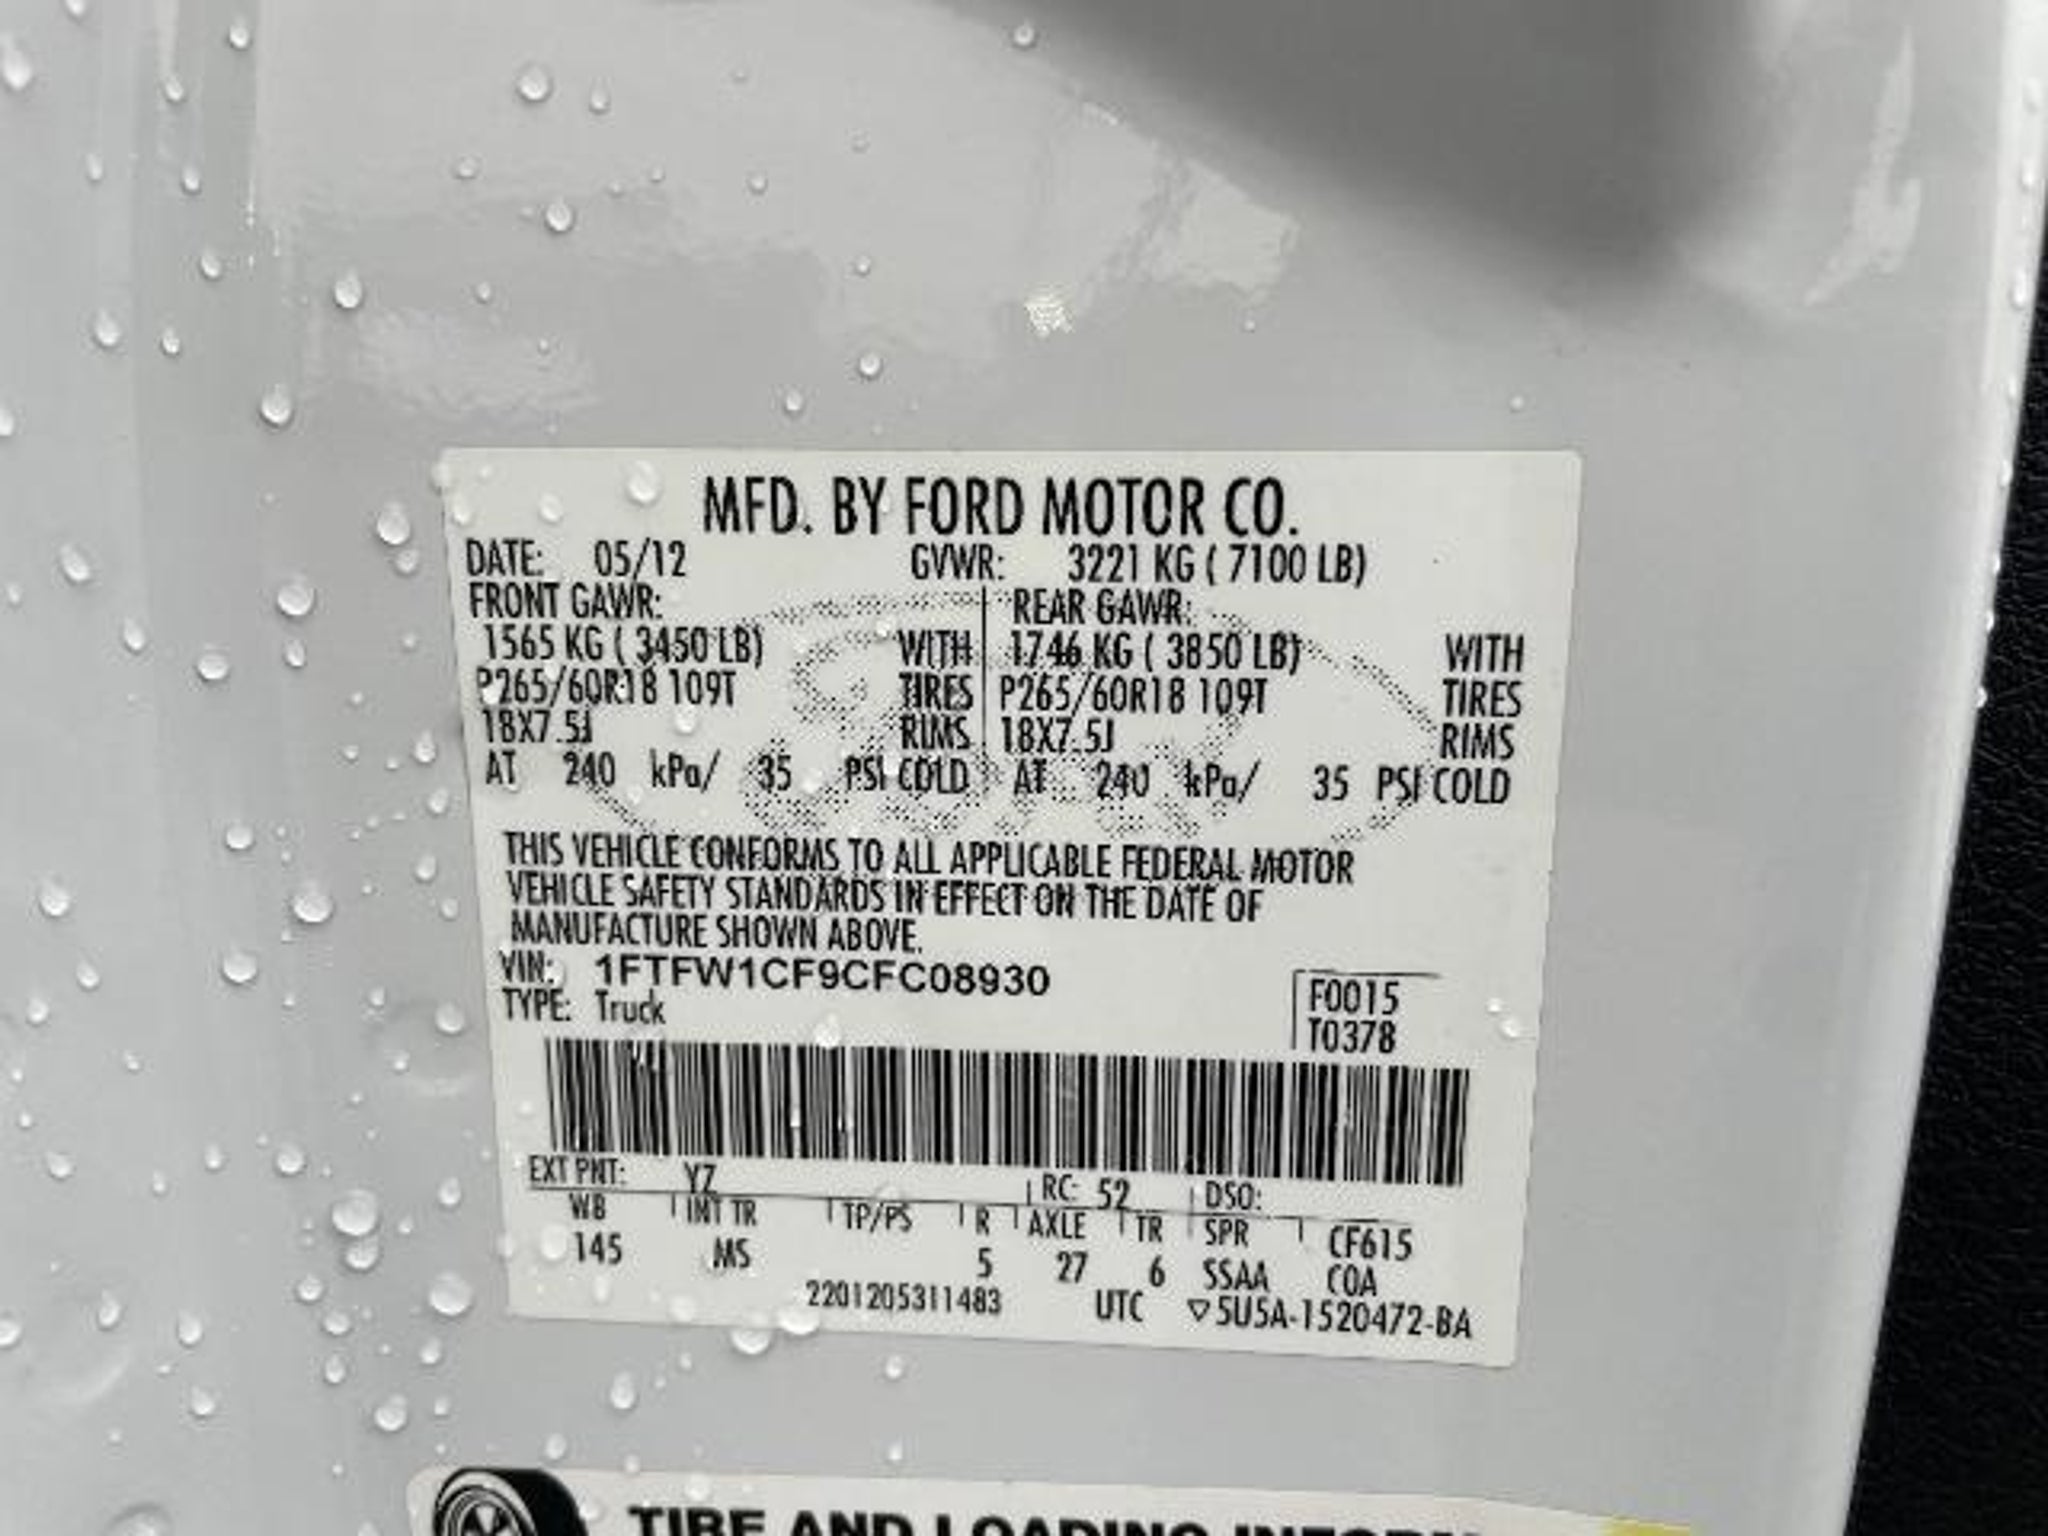 MFD. BY FORD MOTOR CO.
DATE: 05/12 GVWR: 3221 KG ( 7100 LB)
FRONT GAWR: REAR GAWR:
1565 KG ( 3450 LB) WITH 1746 KG ( 3850 LB) WITH
P265/60R18 109T TIRES P265/60R18 109T TIRES
18X7.5J RIMS 18X7.5J RIMS
AT 240 kPa/ 35 PSI COLD AT 240 kPa/ 35 PSI COLD
THIS VEHICLE CONFORMS TO ALL APPLICABLE FEDERAL MOTOR
VEHICLE SAFETY STANDARDS IN EFFECT ON THE DATE OF
MANUFACTURE SHOWN ABOVE.
VIN: 1FTFW1CF9CFC08930
TYPE: Truck
F0015
T0378
EXT PNT: YZ RC: 52 DSO:
WB INT TR TP/PS R AXLE TR SPR CF615
145 MS 5 27 6 SSAA COA
2201205311483 UTC ▽5U5A-1520472-BA
TIRE AND LOADING